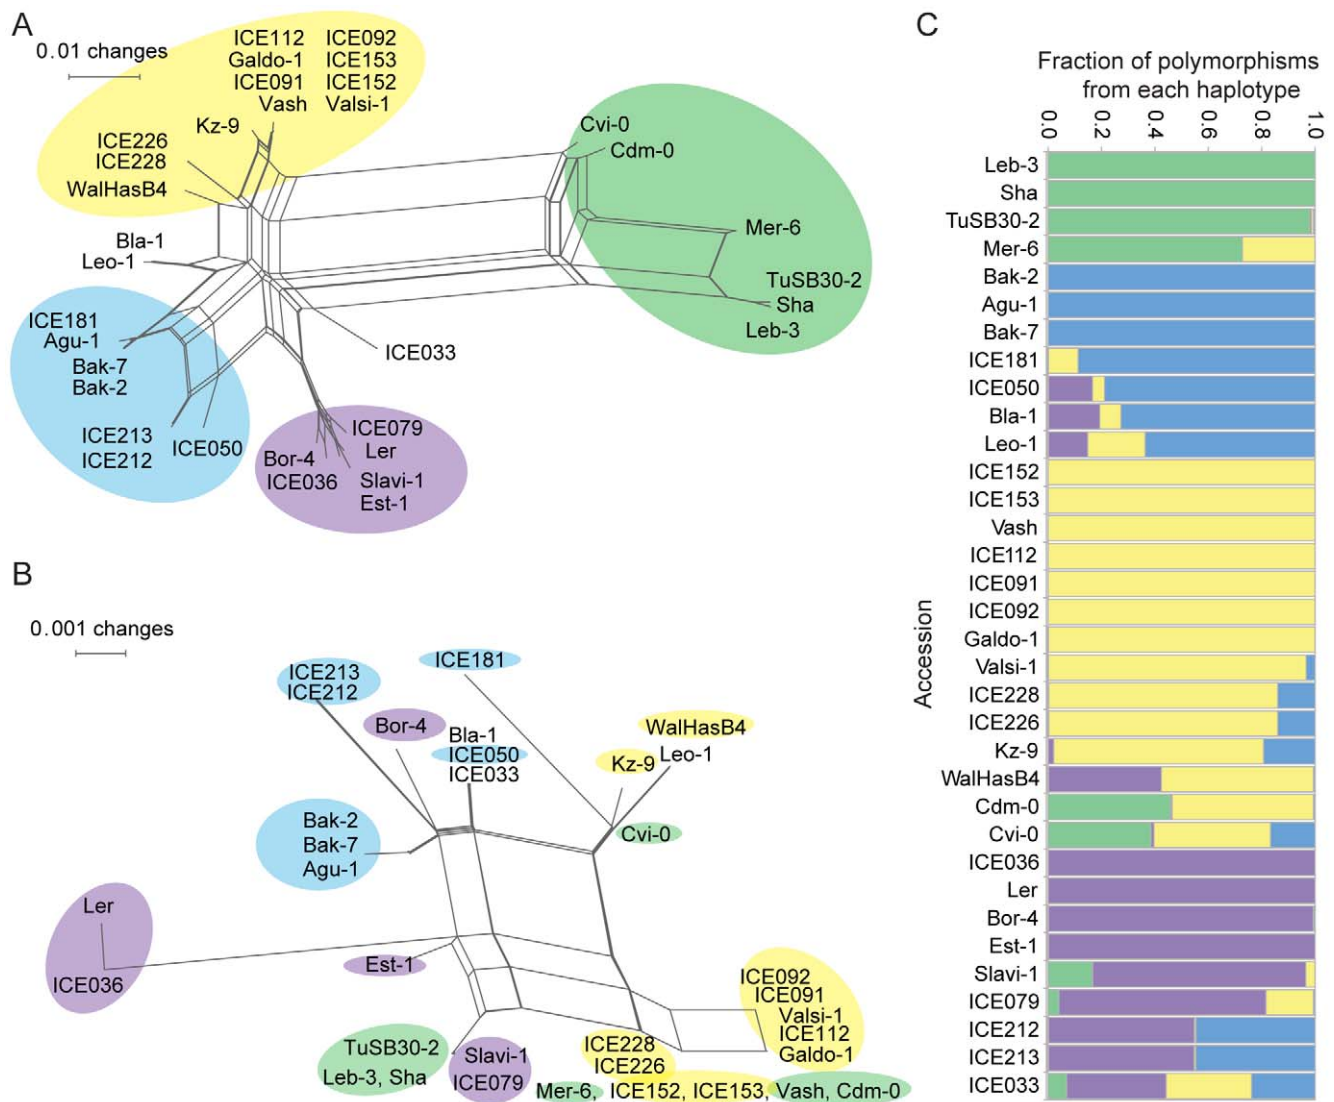 A
0.01 changes
ICE112 ICE092
Galdo-1 ICE153
ICE091 ICE152
Vash Valsi-1
Kz-9
ICE226
ICE228
WalHasB4
Bla-1
Leo-1
Cvi-0
Cdm-0
Mer-6
TuSB30-2
Sha
Leb-3
ICE181
Agu-1
Bak-7
Bak-2
ICE213
ICE212
ICE050
ICE033
ICE079
Ler
Bor-4
ICE036
Slavi-1
Est-1
B
0.001 changes
ICE213
ICE212
ICE181
Bor-4
Bla-1
ICE050
ICE033
WalHasB4
Leo-1
Kz-9
Cvi-0
Bak-2
Bak-7
Agu-1
Ler
ICE036
Est-1
ICE092
ICE091
Valsi-1
ICE112
Galdo-1
TuSB30-2
Leb-3, Sha
Slavi-1
ICE079
ICE228
ICE226
Mer-6, ICE152, ICE153, Vash, Cdm-0
C
Fraction of polymorphisms
from each haplotype
0.0 0.2 0.4 0.6 0.8 1.0
Accession
Leb-3
Sha
TuSB30-2
Mer-6
Bak-2
Agu-1
Bak-7
ICE181
ICE050
Bla-1
Leo-1
ICE152
ICE153
Vash
ICE112
ICE091
ICE092
Galdo-1
Valsi-1
ICE228
ICE226
Kz-9
WalHasB4
Cdm-0
Cvi-0
ICE036
Ler
Bor-4
Est-1
Slavi-1
ICE079
ICE212
ICE213
ICE033